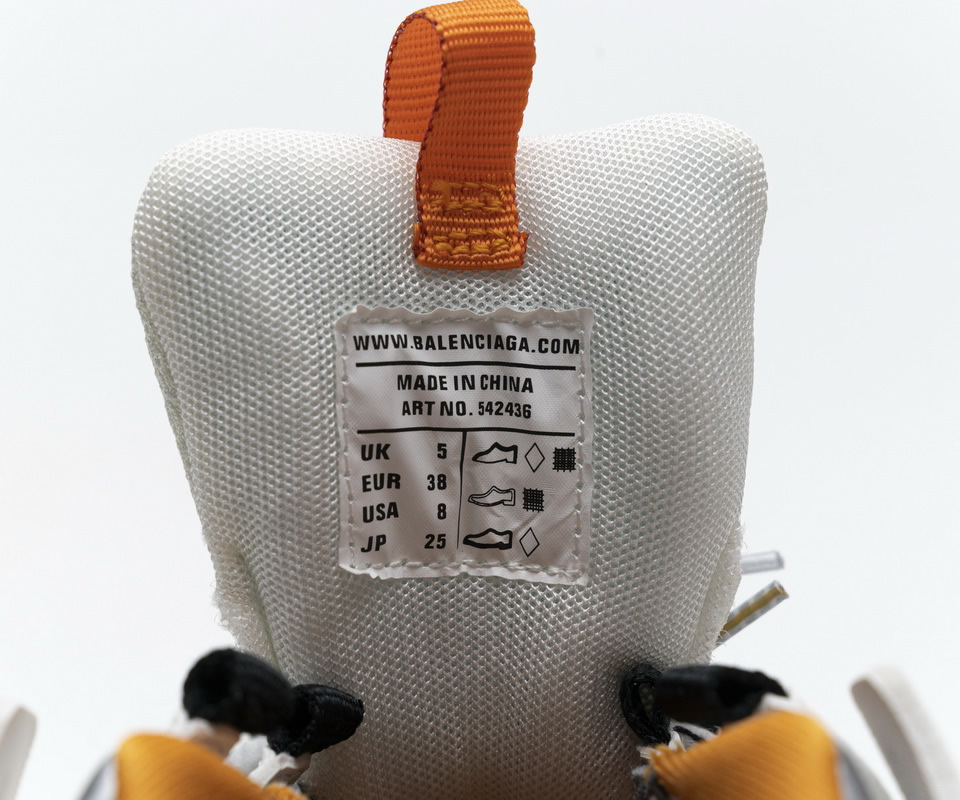 WWW.BALENCIAGA.COM
MADE IN CHINA
ART NO. 542436
UK 5
EUR 38
USA 8
JP 25